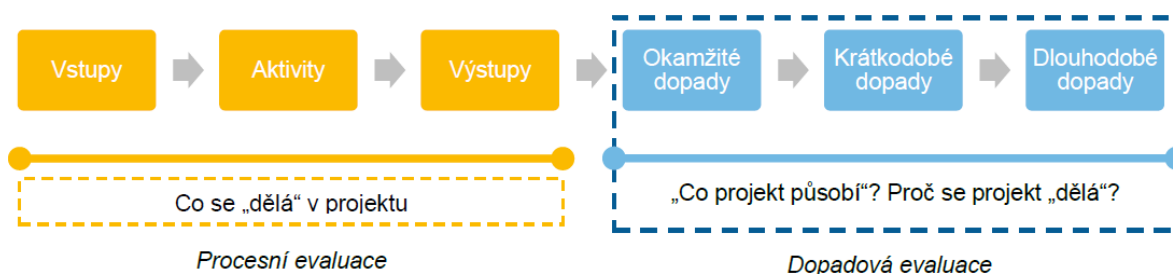 Vstupy
Aktivity
Výstupy
Okamžité
dopady
Krátkodobé
dopady
Dlouhodobé
dopady
Co se „dělá“ v projektu
„Co projekt působí“? Proč se projekt „dělá“?
Procesní evaluace
Dopadová evaluace